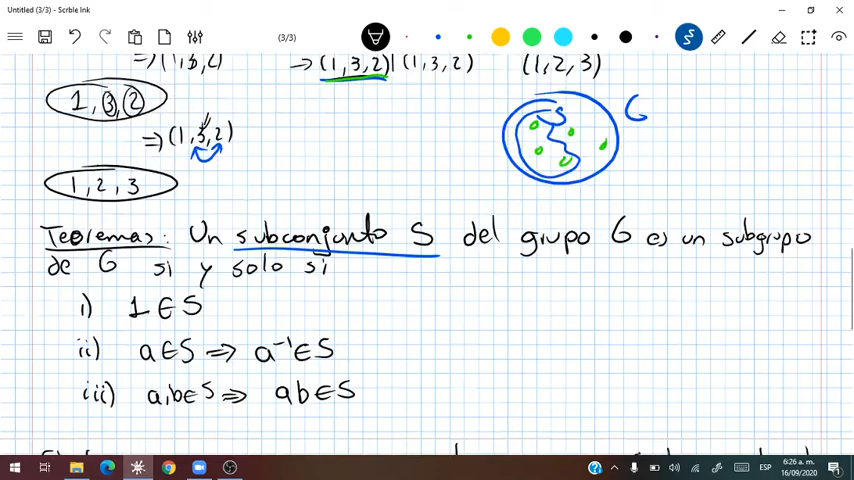 Untitled (3/3) - Scrble Ink
(3/3)
⇒ (1,3,2) | (1,3,2)
(1,2,3)
1,3,2
⇒ (1,3,2)
S
G
1,2,3
Teoremas: Un subconjunto S del grupo G es un subgrupo
de G si y solo si
i) 1∈S
ii) a∈S ⇒ a⁻¹∈S
iii) a,b∈S ⇒ ab∈S
ESP
6:26 a. m.
16/09/2020